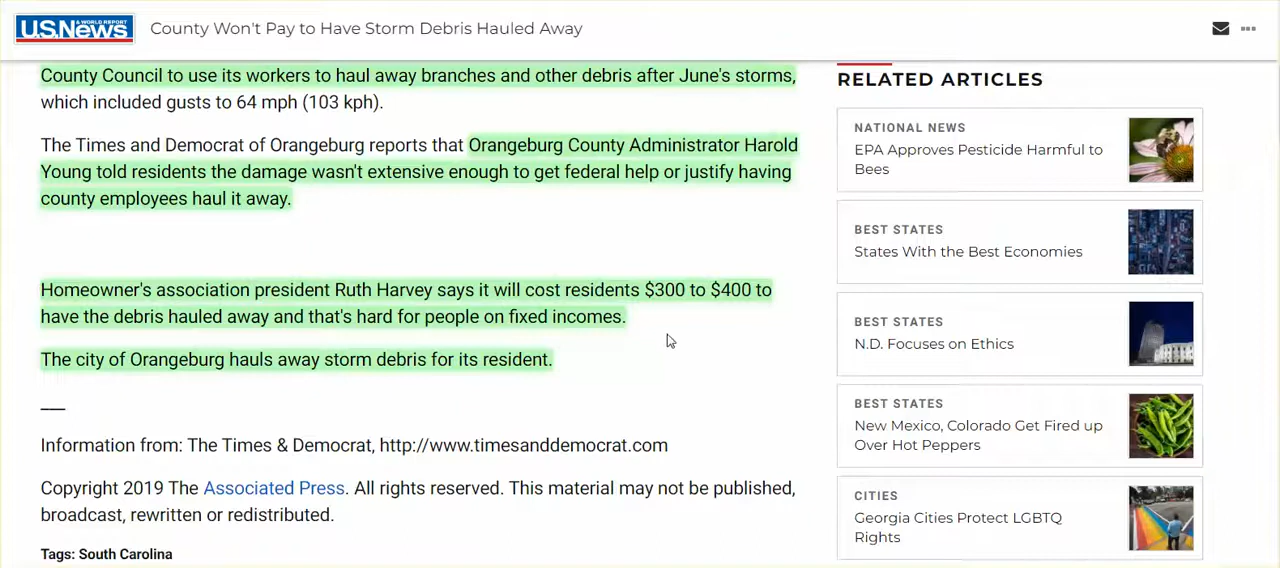 U.S.News & WORLD REPORT
County Won't Pay to Have Storm Debris Hauled Away
County Council to use its workers to haul away branches and other debris after June's storms,
which included gusts to 64 mph (103 kph).
The Times and Democrat of Orangeburg reports that Orangeburg County Administrator Harold
Young told residents the damage wasn't extensive enough to get federal help or justify having
county employees haul it away.
Homeowner's association president Ruth Harvey says it will cost residents $300 to $400 to
have the debris hauled away and that's hard for people on fixed incomes.
The city of Orangeburg hauls away storm debris for its resident.
Information from: The Times & Democrat, http://www.timesanddemocrat.com
Copyright 2019 The Associated Press. All rights reserved. This material may not be published,
broadcast, rewritten or redistributed.
Tags: South Carolina
RELATED ARTICLES
NATIONAL NEWS
EPA Approves Pesticide Harmful to
Bees
BEST STATES
States With the Best Economies
BEST STATES
N.D. Focuses on Ethics
BEST STATES
New Mexico, Colorado Get Fired up
Over Hot Peppers
CITIES
Georgia Cities Protect LGBTQ
Rights